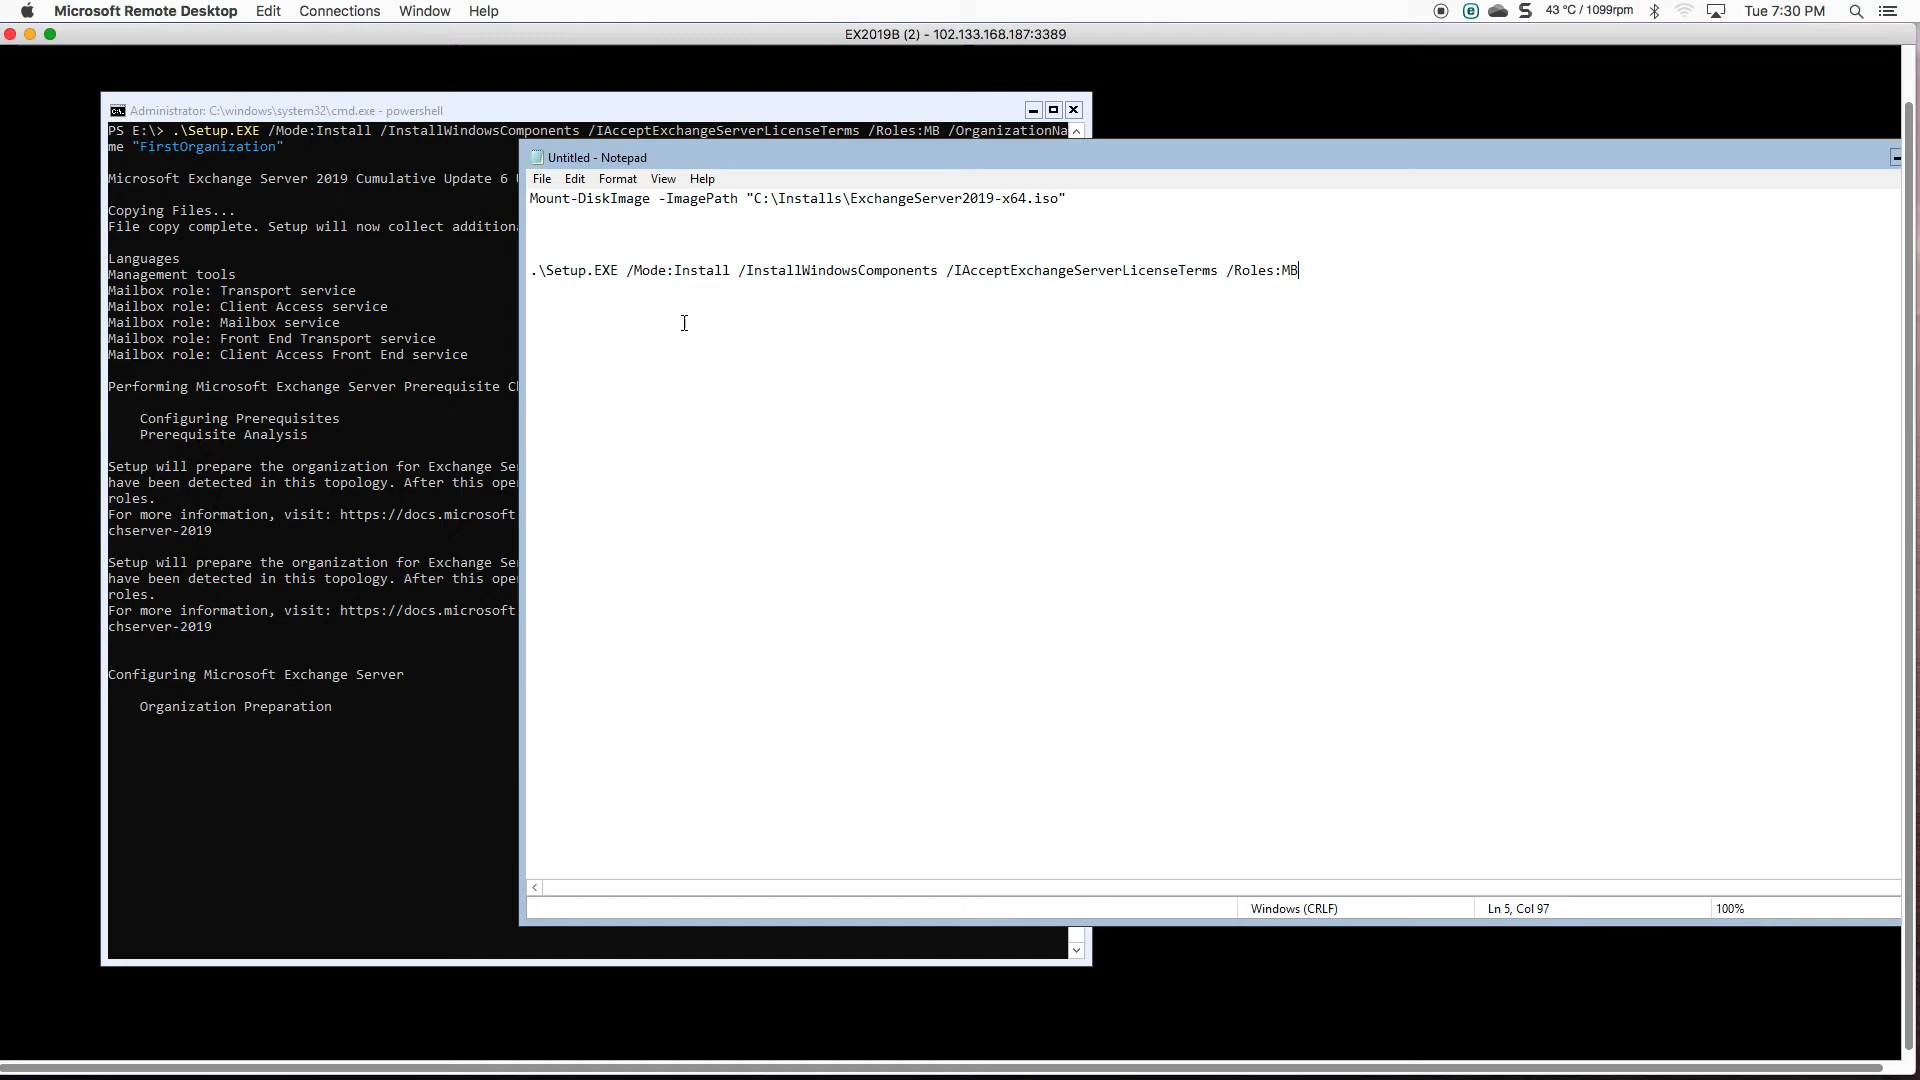 Microsoft Remote Desktop Edit Connections Window Help 43 °C / 1099rpm Tue 7:30 PM
EX2019B (2) - 102.133.168.187:3389
Administrator: C:\windows\system32\cmd.exe - powershell
PS E:\> .\Setup.EXE /Mode:Install /InstallWindowsComponents /IAcceptExchangeServerLicenseTerms /Roles:MB /OrganizationNa
me "FirstOrganization"
Microsoft Exchange Server 2019 Cumulative Update 6
Copying Files...
File copy complete. Setup will now collect
Languages
Management tools
Mailbox role: Transport service
Mailbox role: Client Access service
Mailbox role: Mailbox service
Mailbox role: Front End Transport service
Mailbox role: Client Access Front End service
Performing Microsoft Exchange Server Prerequisite
Configuring Prerequisites
Prerequisite Analysis
Setup will prepare the organization for Exchange
have been detected in this topology. After this
roles.
For more information, visit: https://docs.microsoft
chserver-2019
Setup will prepare the organization for Exchange
have been detected in this topology. After this
roles.
For more information, visit: https://docs.microsoft
chserver-2019
Configuring Microsoft Exchange Server
Organization Preparation
Untitled - Notepad
File Edit Format View Help
Mount-DiskImage -ImagePath "C:\Installs\ExchangeServer2019-x64.iso"
.\Setup.EXE /Mode:Install /InstallWindowsComponents /IAcceptExchangeServerLicenseTerms /Roles:MB
Windows (CRLF) Ln 5, Col 97 100%